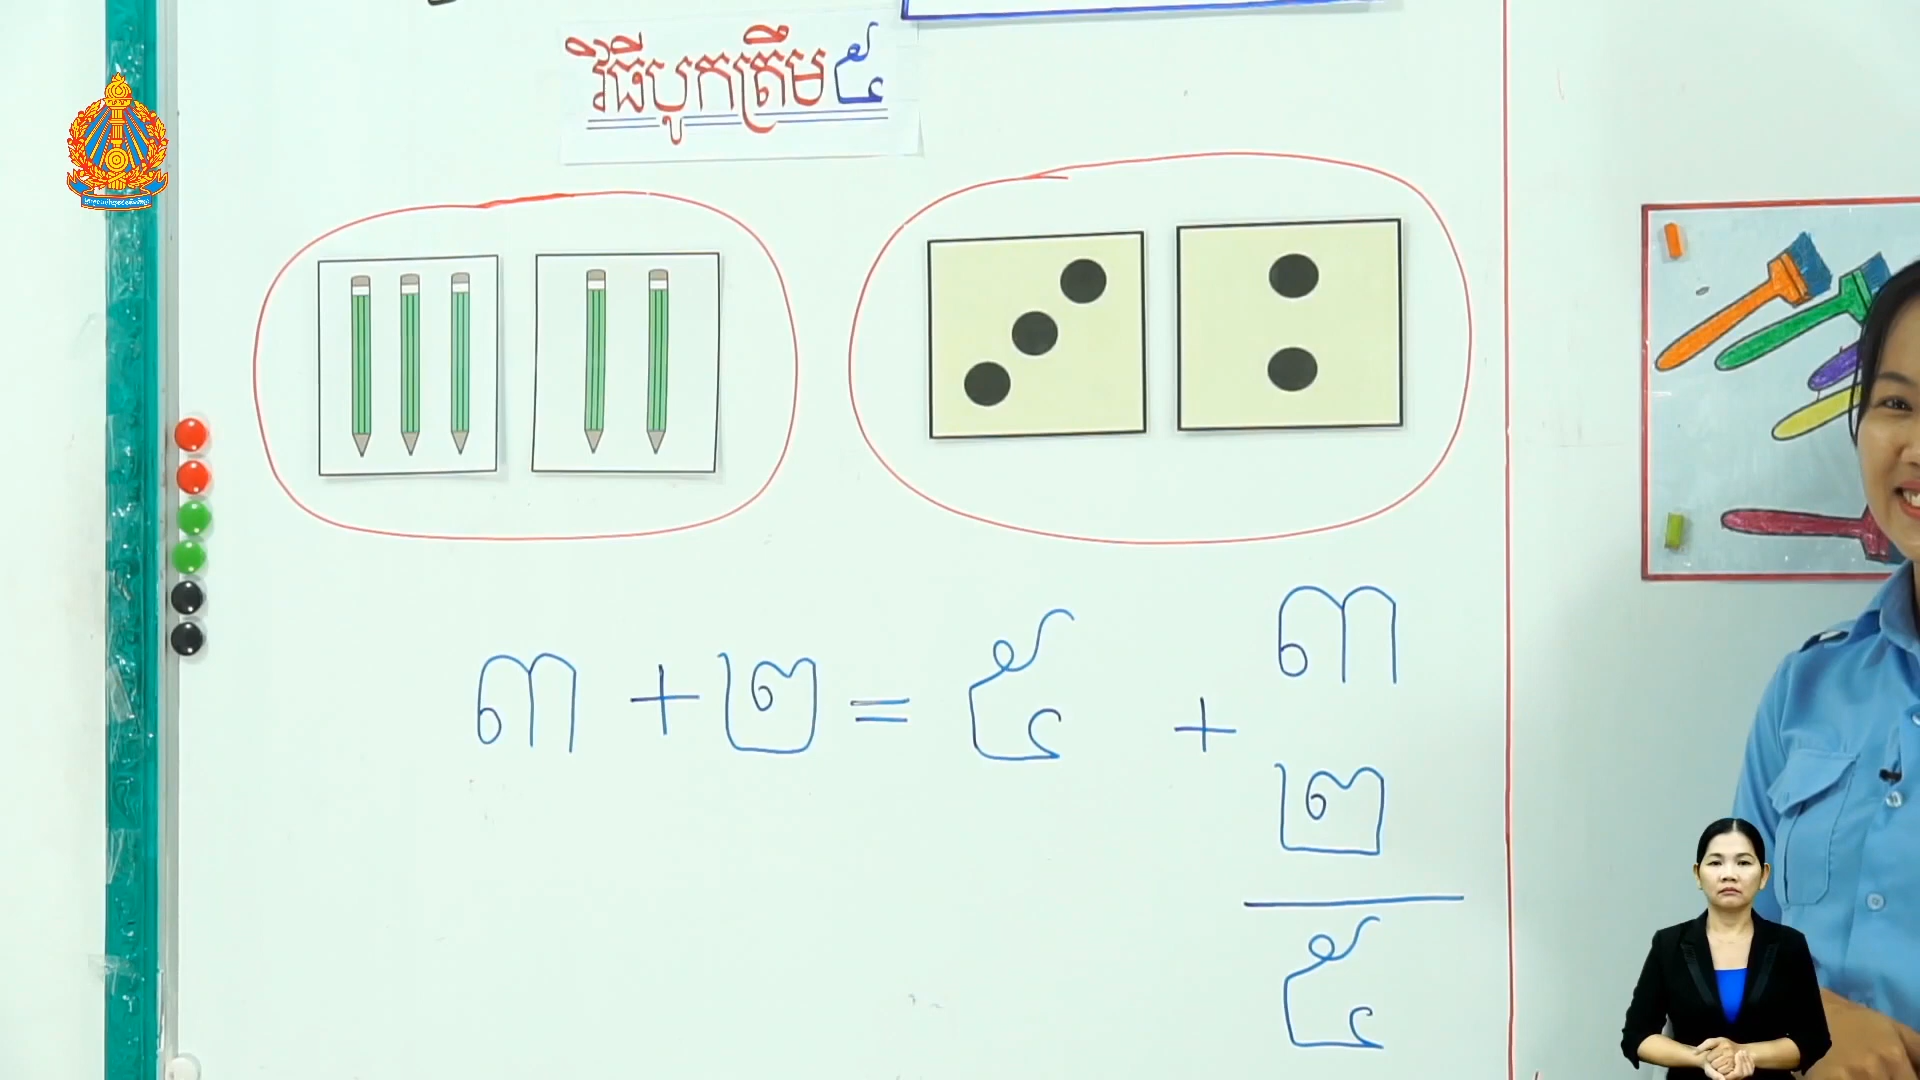 វិធីបូកត្រឹម៥
៣ + ២ = ៥
+ ៣
២
៥